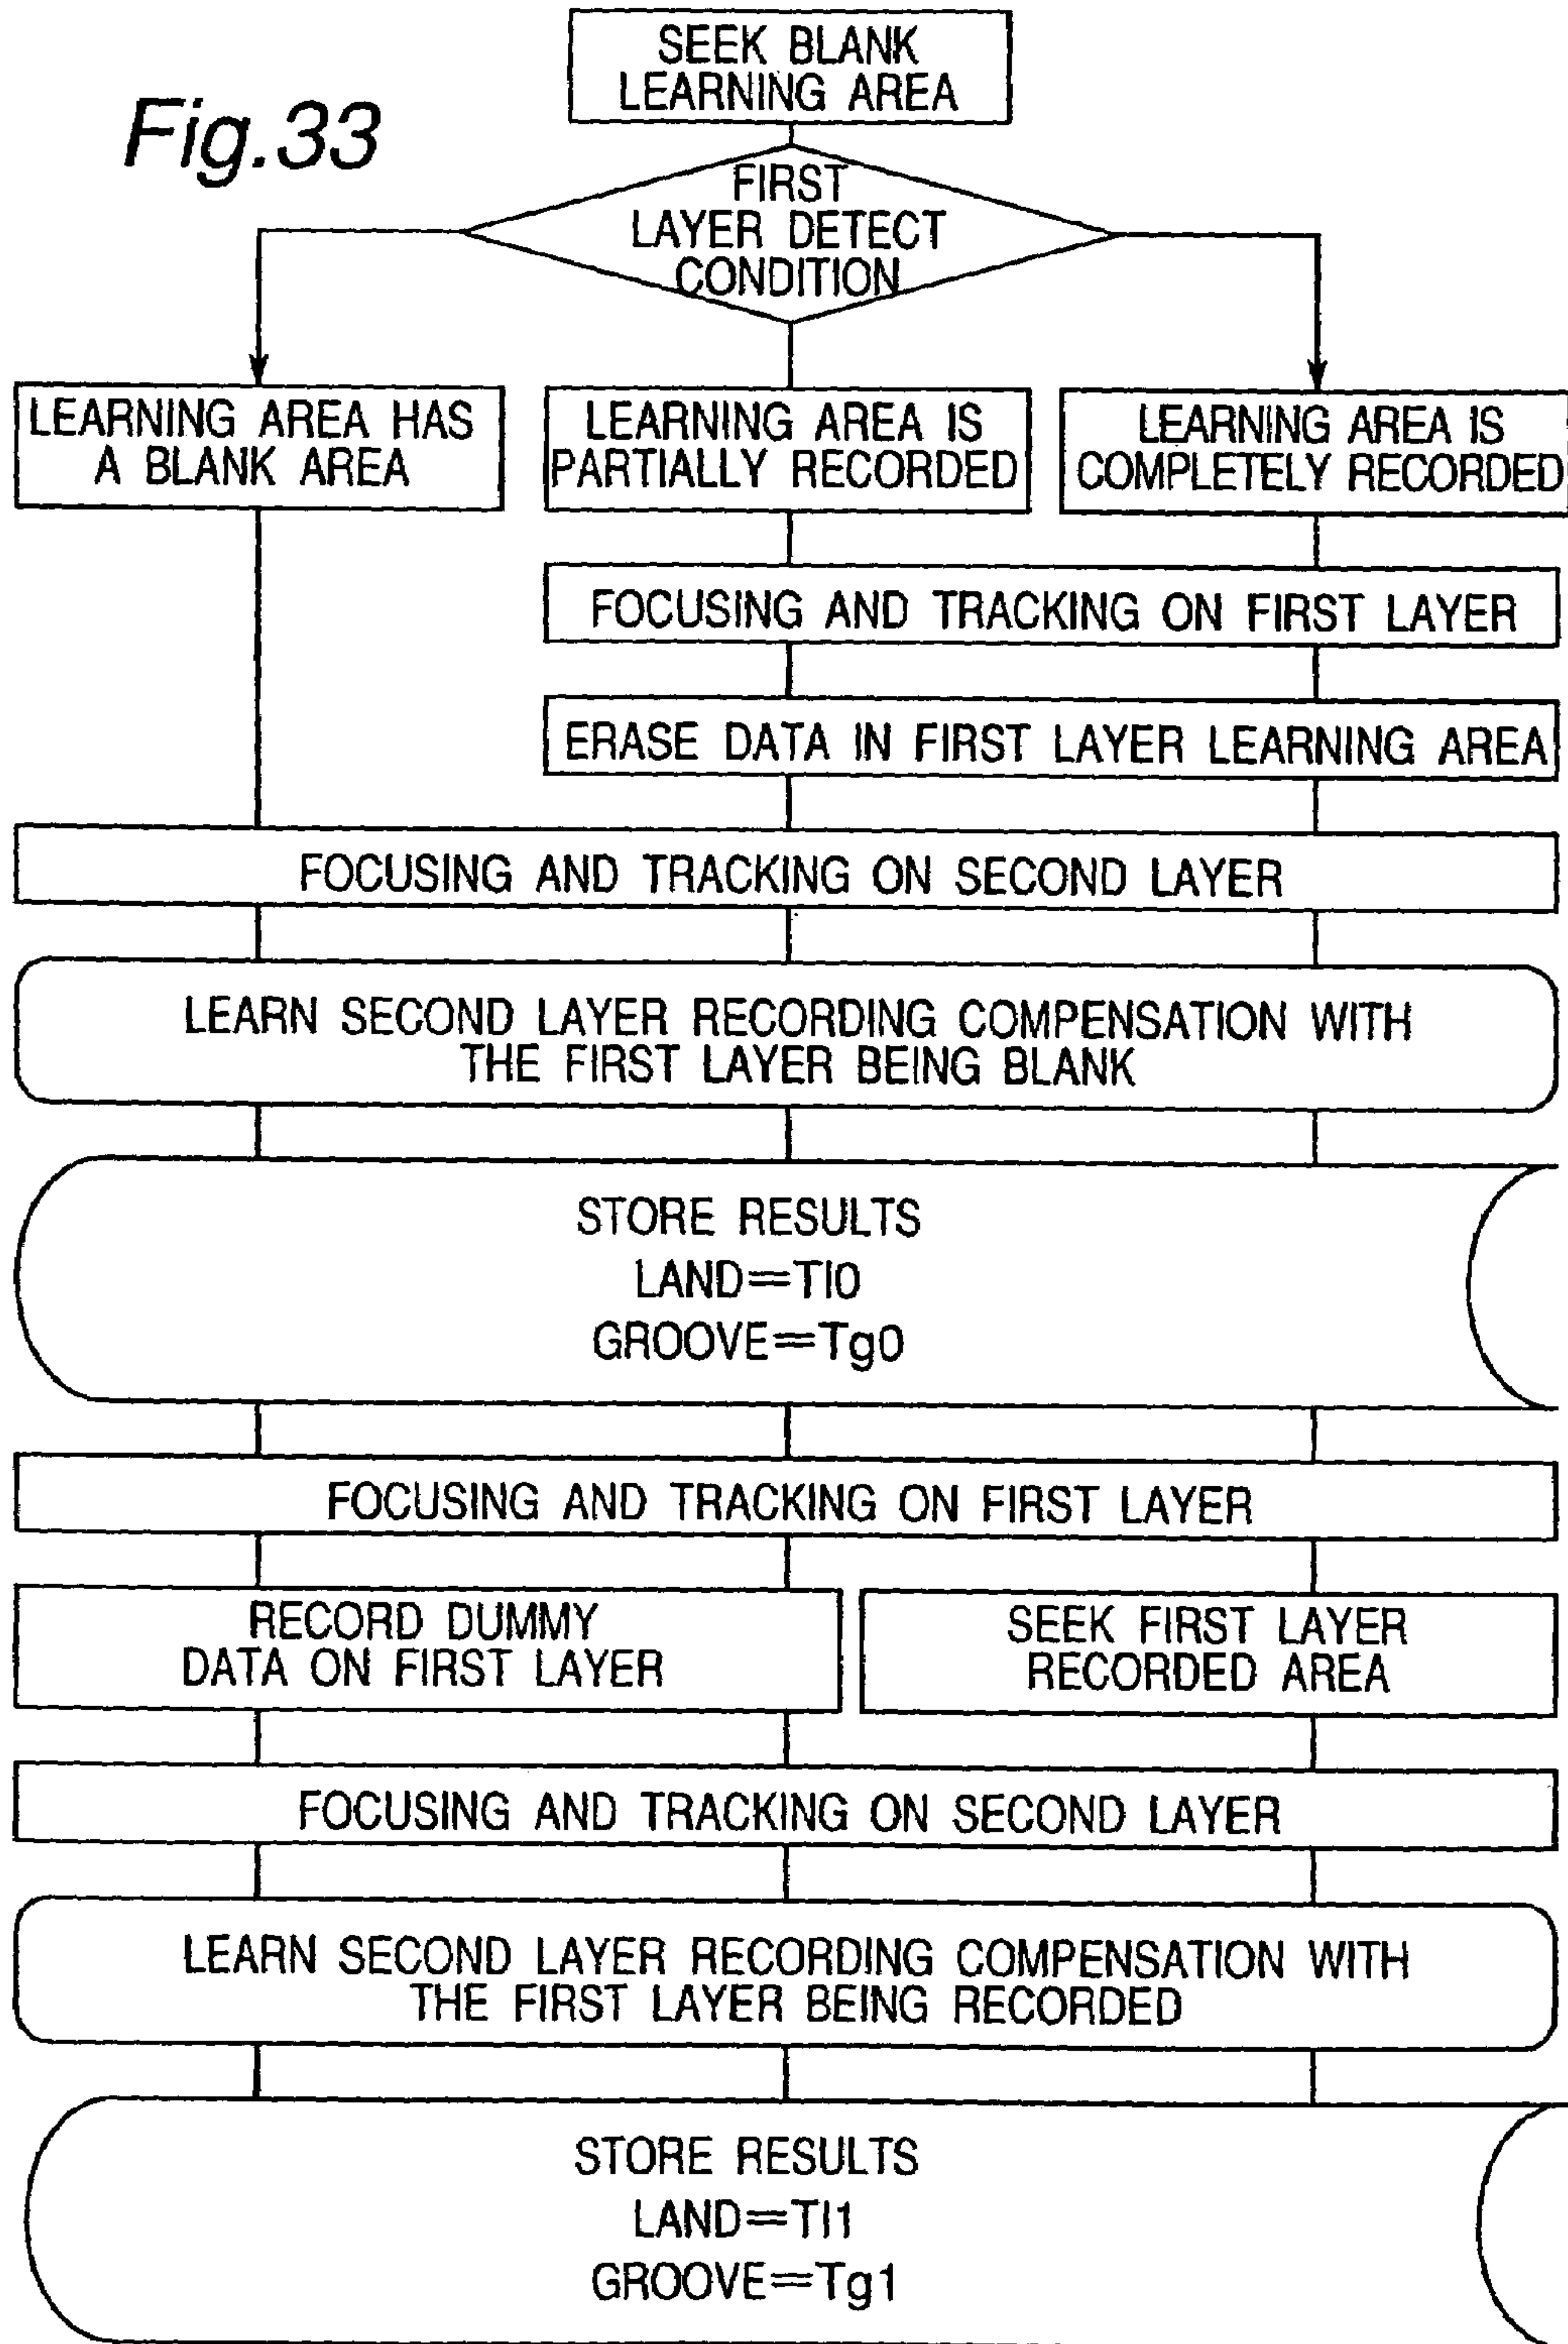 Fig.33
SEEK BLANK
LEARNING AREA
FIRST
LAYER DETECT
CONDITION
LEARNING AREA HAS
A BLANK AREA
LEARNING AREA IS
PARTIALLY RECORDED
LEARNING AREA IS
COMPLETELY RECORDED
FOCUSING AND TRACKING ON FIRST LAYER
ERASE DATA IN FIRST LAYER LEARNING AREA
FOCUSING AND TRACKING ON SECOND LAYER
LEARN SECOND LAYER RECORDING COMPENSATION WITH
THE FIRST LAYER BEING BLANK
STORE RESULTS
LAND=Tl0
GROOVE=Tg0
FOCUSING AND TRACKING ON FIRST LAYER
RECORD DUMMY
DATA ON FIRST LAYER
SEEK FIRST LAYER
RECORDED AREA
FOCUSING AND TRACKING ON SECOND LAYER
LEARN SECOND LAYER RECORDING COMPENSATION WITH
THE FIRST LAYER BEING RECORDED
STORE RESULTS
LAND=Tl1
GROOVE=Tg1